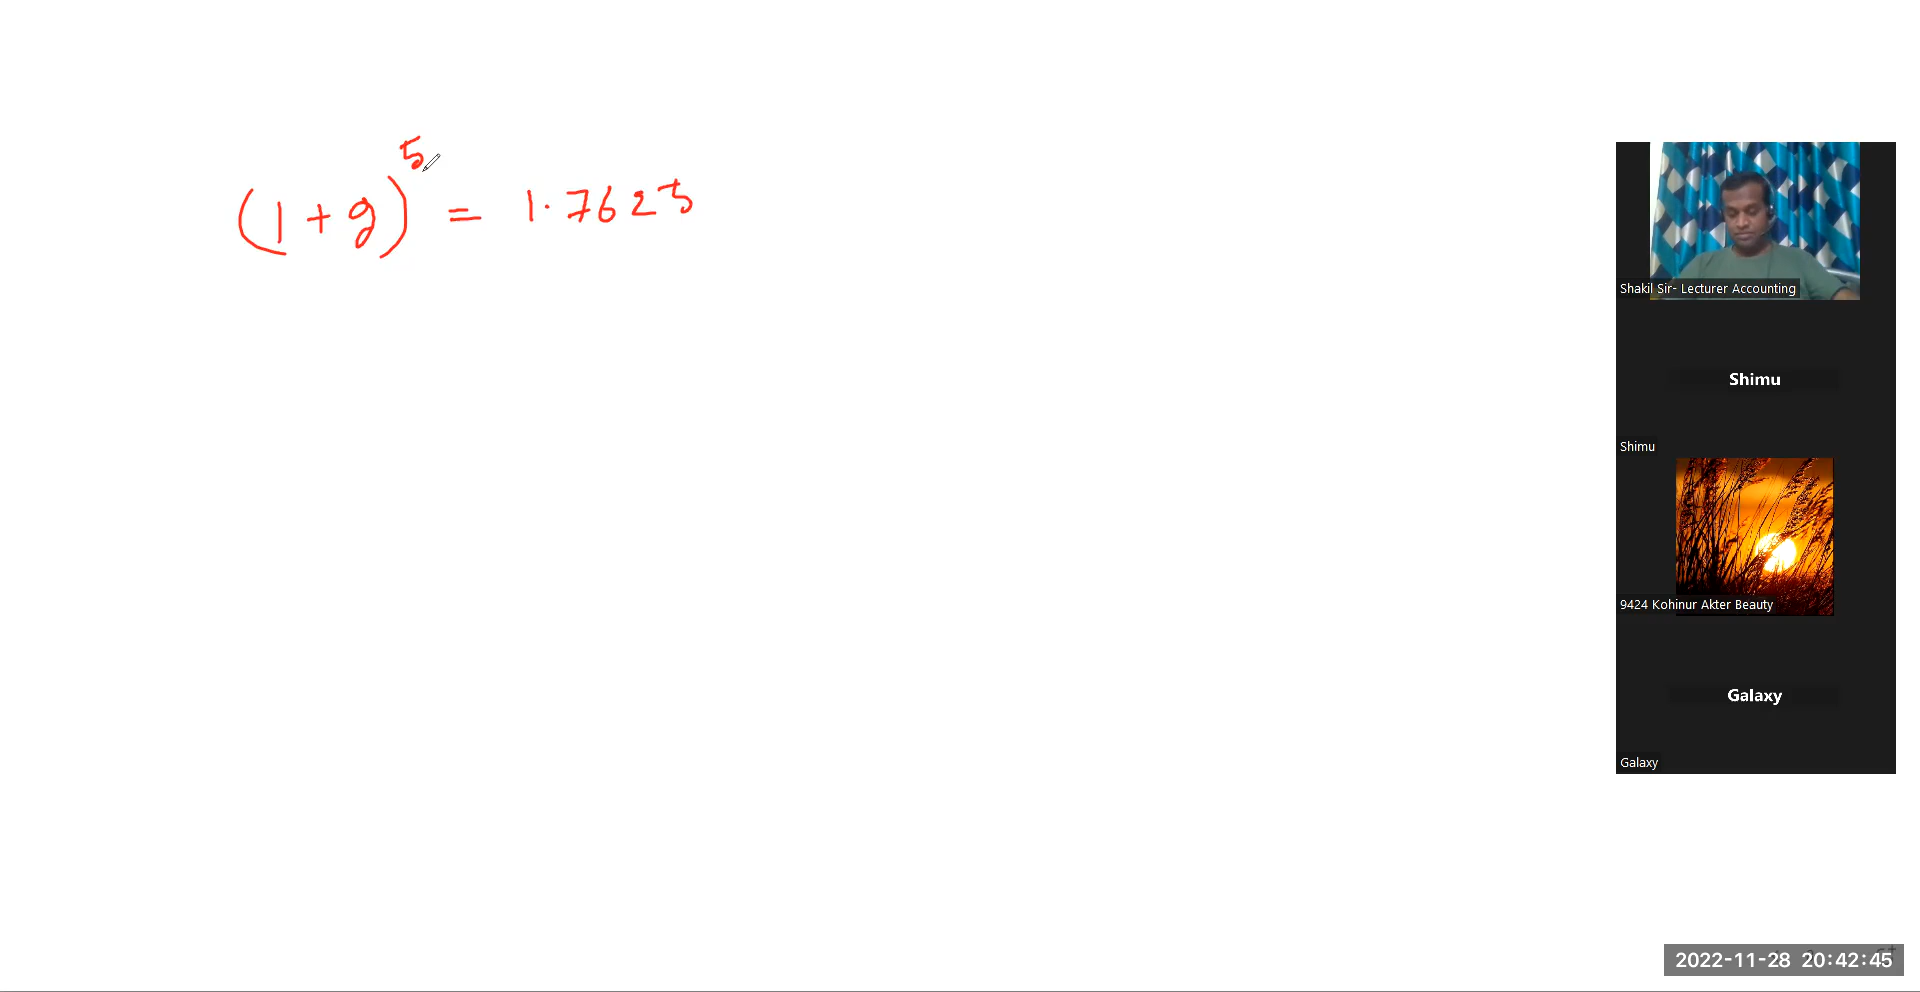 (1+g)^5 = 1.7625
Shakil Sir- Lecturer Accounting
Shimu
Shimu
9424 Kohinur Akter Beauty
Galaxy
Galaxy
2022-11-28 20:42:45